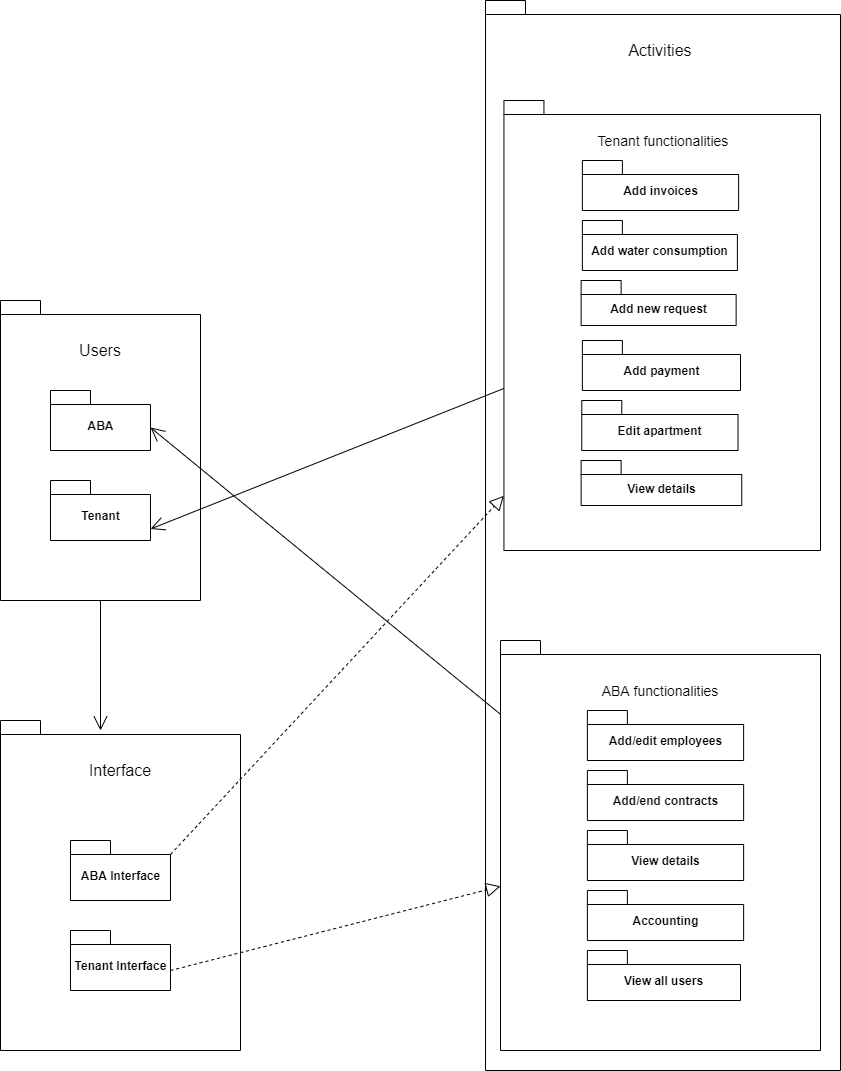 Activities
Tenant functionalities
Add invoices
Add water consumption
Add new request
Add payment
Edit apartment
View details
Users
ABA
Tenant
ABA functionalities
Add/edit employees
Add/end contracts
View details
Accounting
View all users
Interface
ABA Interface
Tenant Interface